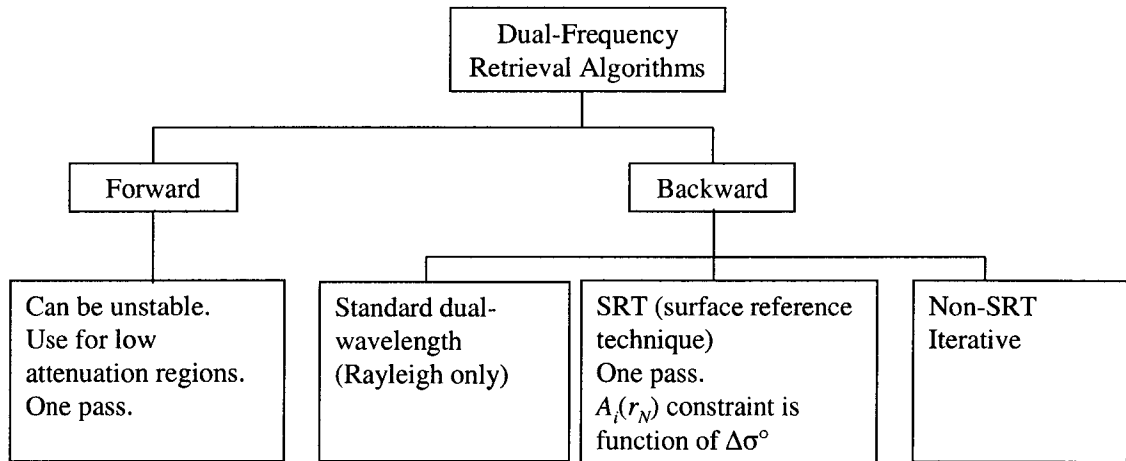 Dual-Frequency
Retrieval Algorithms
Forward
Backward
Can be unstable.
Use for low
attenuation regions.
One pass.
Standard dual-
wavelength
(Rayleigh only)
SRT (surface reference
technique)
One pass.
A_i(r_N) constraint is
function of Δσ°
Non-SRT
Iterative